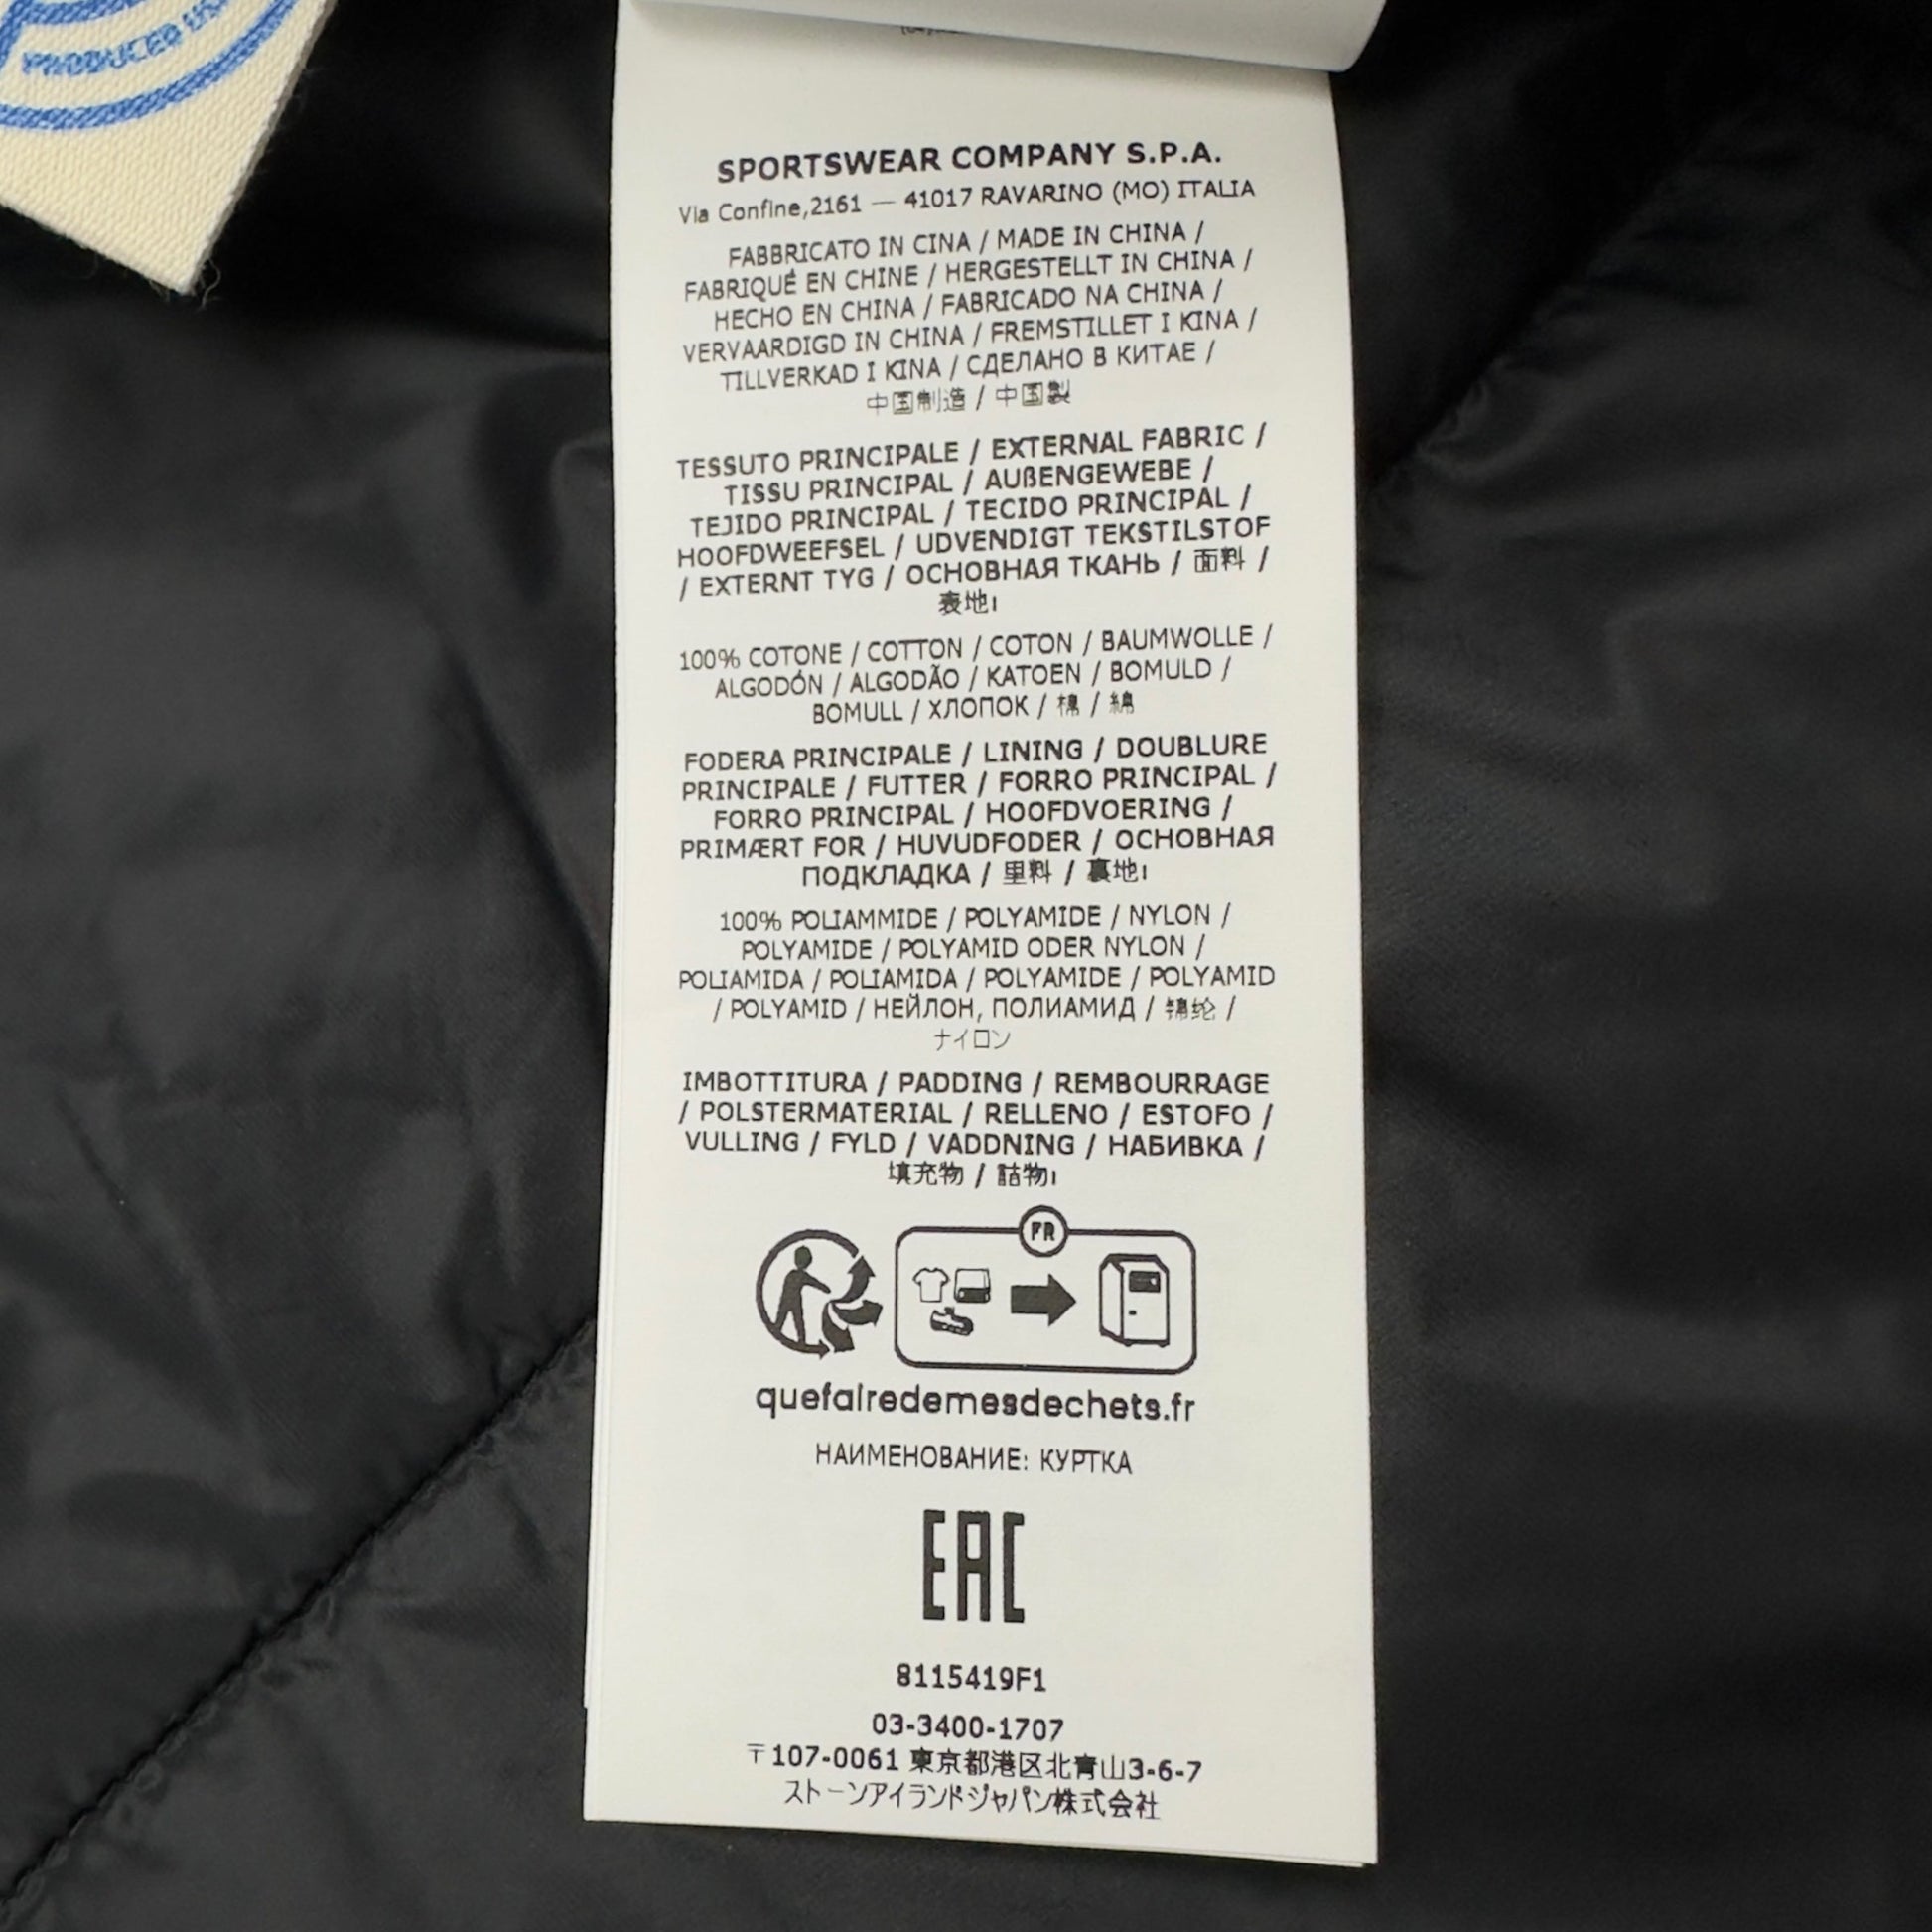 PRODUCED
SPORTSWEAR COMPANY S.P.A.
Via Confine,2161 — 41017 RAVARINO (MO) ITALIA
FABBRICATO IN CINA / MADE IN CHINA /
FABRIQUÉ EN CHINE / HERGESTELLT IN CHINA /
HECHO EN CHINA / FABRICADO NA CHINA /
VERVAARDIGD IN CHINA / FREMSTILLET I KINA /
TILLVERKAD I KINA / СДЕЛАНО В КИТАЕ /
中国制造 / 中国製
TESSUTO PRINCIPALE / EXTERNAL FABRIC /
TISSU PRINCIPAL / AUßENGEWEBE /
TEJIDO PRINCIPAL / TECIDO PRINCIPAL /
HOOFDWEEFSEL / UDVENDIGT TEKSTILSTOF
/ EXTERNT TYG / ОСНОВНАЯ ТКАНЬ / 面料 /
表地
100% COTONE / COTTON / COTON / BAUMWOLLE /
ALGODÓN / ALGODÃO / KATOEN / BOMULD /
BOMULL / ХЛОПОК / 棉 / 綿
FODERA PRINCIPALE / LINING / DOUBLURE
PRINCIPALE / FUTTER / FORRO PRINCIPAL /
FORRO PRINCIPAL / HOOFDVOERING /
PRIMÆRT FOR / HUVUDFODER / ОСНОВНАЯ
ПОДКЛАДКА / 里料 / 裏地
100% POLIAMMIDE / POLYAMIDE / NYLON /
POLYAMIDE / POLYAMID ODER NYLON /
POLIAMIDA / POLIAMIDA / POLYAMIDE / POLYAMID
/ POLYAMID / НЕЙЛОН, ПОЛИАМИД / 锦纶 /
ナイロン
IMBOTTITURA / PADDING / REMBOURRAGE
/ POLSTERMATERIAL / RELLENO / ESTOFO /
VULLING / FYLD / VADDNING / НАБИВКА /
填充物 / 詰物
FR
quefairedemesdechets.fr
НАИМЕНОВАНИЕ: КУРТКА
EAC
8115419F1
03-3400-1707
〒107-0061 東京都港区北青山3-6-7
ストーンアイランドジャパン株式会社